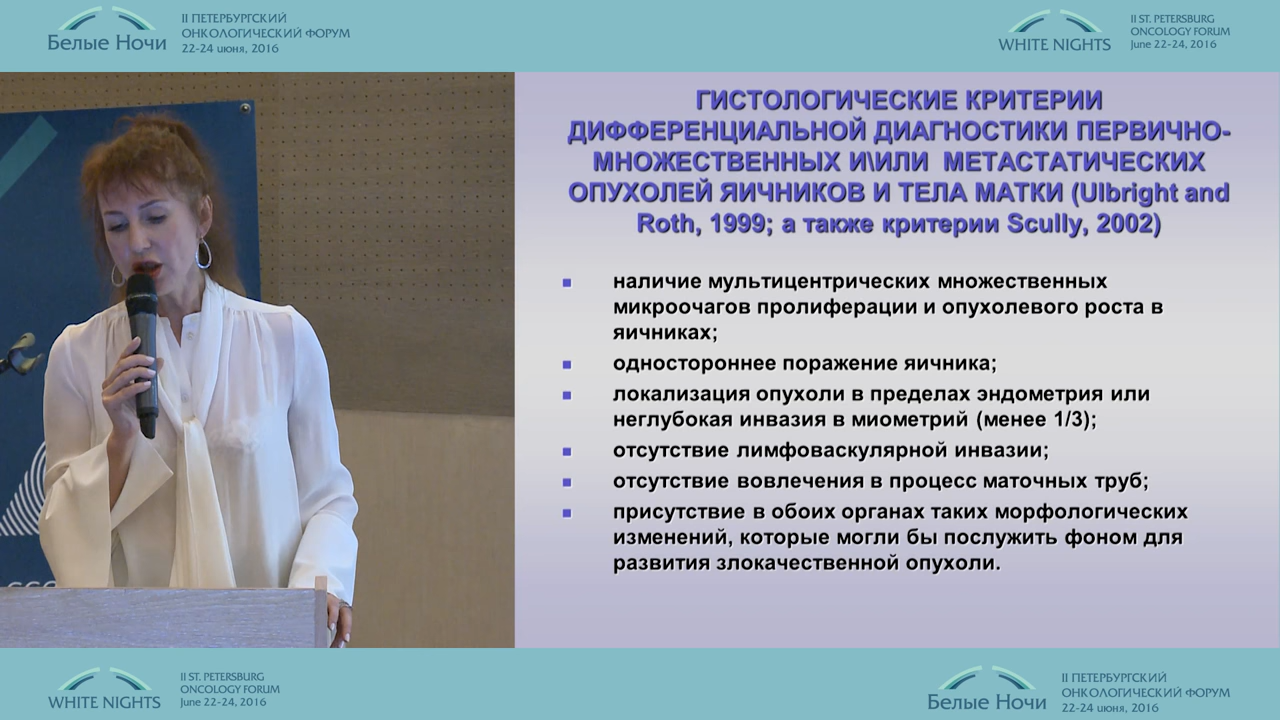 Белые Ночи
II ПЕТЕРБУРГСКИЙ
ОНКОЛОГИЧЕСКИЙ ФОРУМ
22-24 июня, 2016
WHITE NIGHTS
II ST. PETERSBURG
ONCOLOGY FORUM
June 22-24, 2016
ГИСТОЛОГИЧЕСКИЕ КРИТЕРИИ
ДИФФЕРЕНЦИАЛЬНОЙ ДИАГНОСТИКИ ПЕРВИЧНО-
МНОЖЕСТВЕННЫХ И\ИЛИ МЕТАСТАТИЧЕСКИХ
ОПУХОЛЕЙ ЯИЧНИКОВ И ТЕЛА МАТКИ (Ulbright and
Roth, 1999; а также критерии Scully, 2002)
наличие мультицентрических множественных
микроочагов пролиферации и опухолевого роста в
яичниках;
одностороннее поражение яичника;
локализация опухоли в пределах эндометрия или
неглубокая инвазия в миометрий (менее 1/3);
отсутствие лимфоваскулярной инвазии;
отсутствие вовлечения в процесс маточных труб;
присутствие в обоих органах таких морфологических
изменений, которые могли бы послужить фоном для
развития злокачественной опухоли.
WHITE NIGHTS
II ST. PETERSBURG
ONCOLOGY FORUM
June 22-24, 2016
Белые Ночи
II ПЕТЕРБУРГСКИЙ
ОНКОЛОГИЧЕСКИЙ ФОРУМ
22-24 июня, 2016